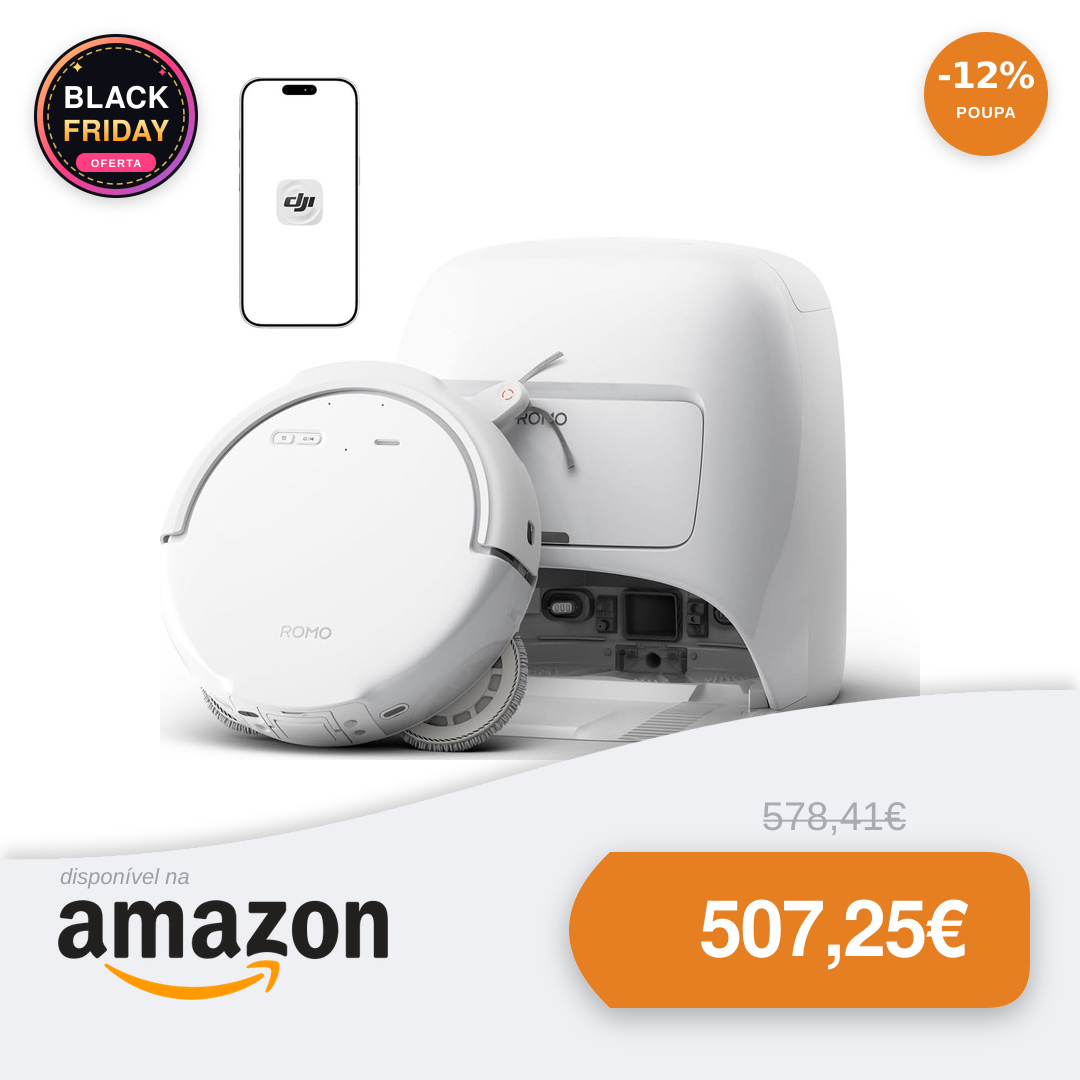 BLACK
FRIDAY
OFERTA
-12%
POUPA
dji
ROMO
ROMO
578,41€
disponível na
amazon
507,25€